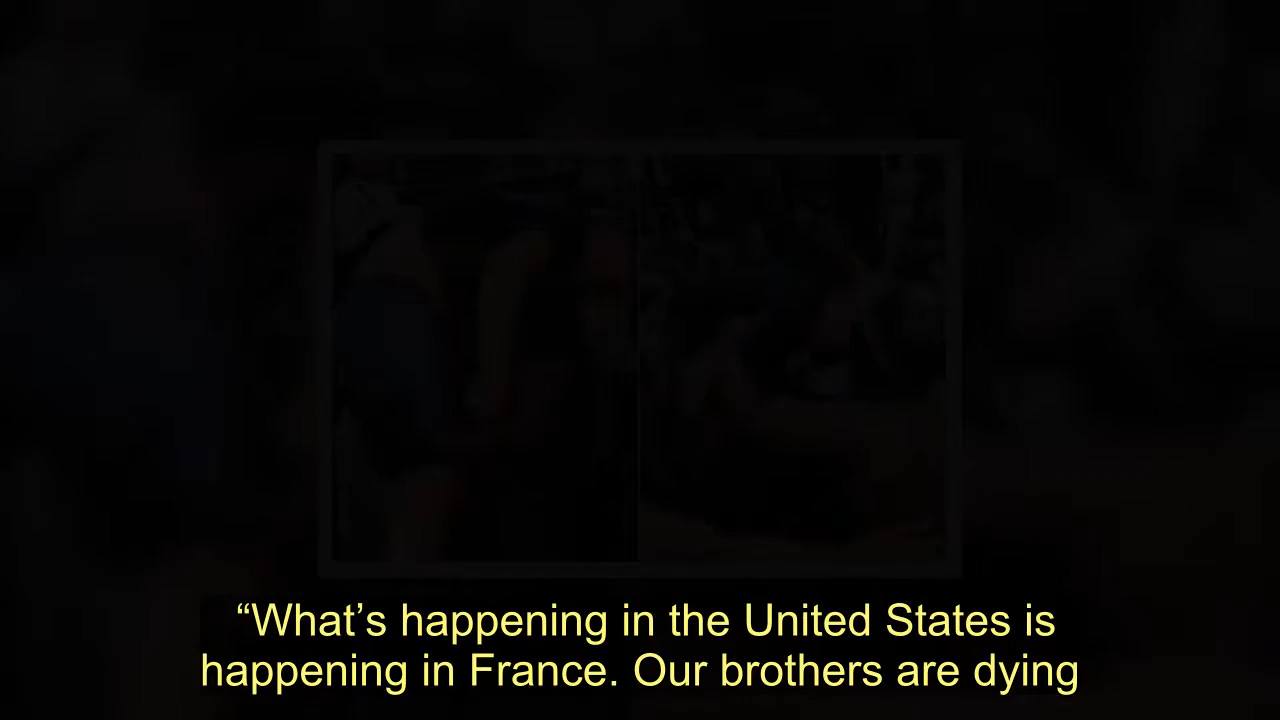 “What’s happening in the United States is
happening in France. Our brothers are dying